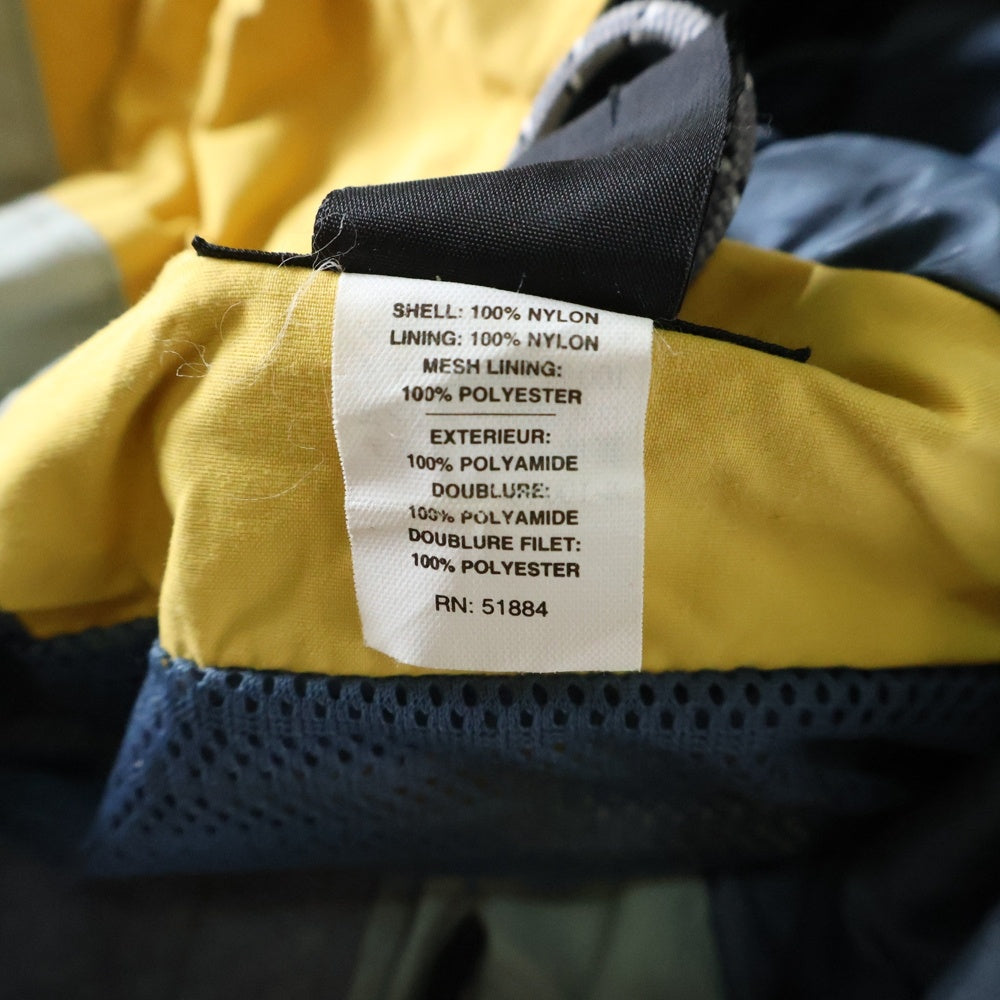 SHELL: 100% NYLON
LINING: 100% NYLON
MESH LINING:
100% POLYESTER
EXTERIEUR:
100% POLYAMIDE
DOUBLURE:
100% POLYAMIDE
DOUBLURE FILET:
100% POLYESTER
RN: 51884